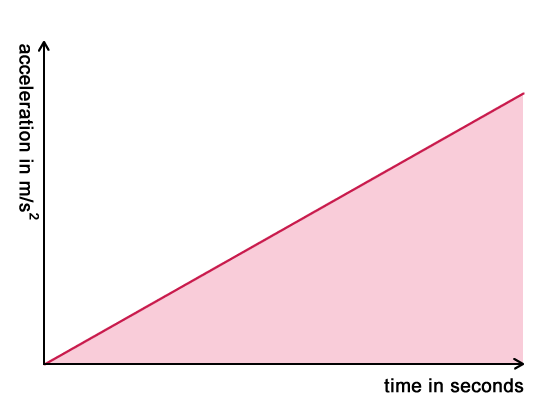 acceleration in m/s²
time in seconds